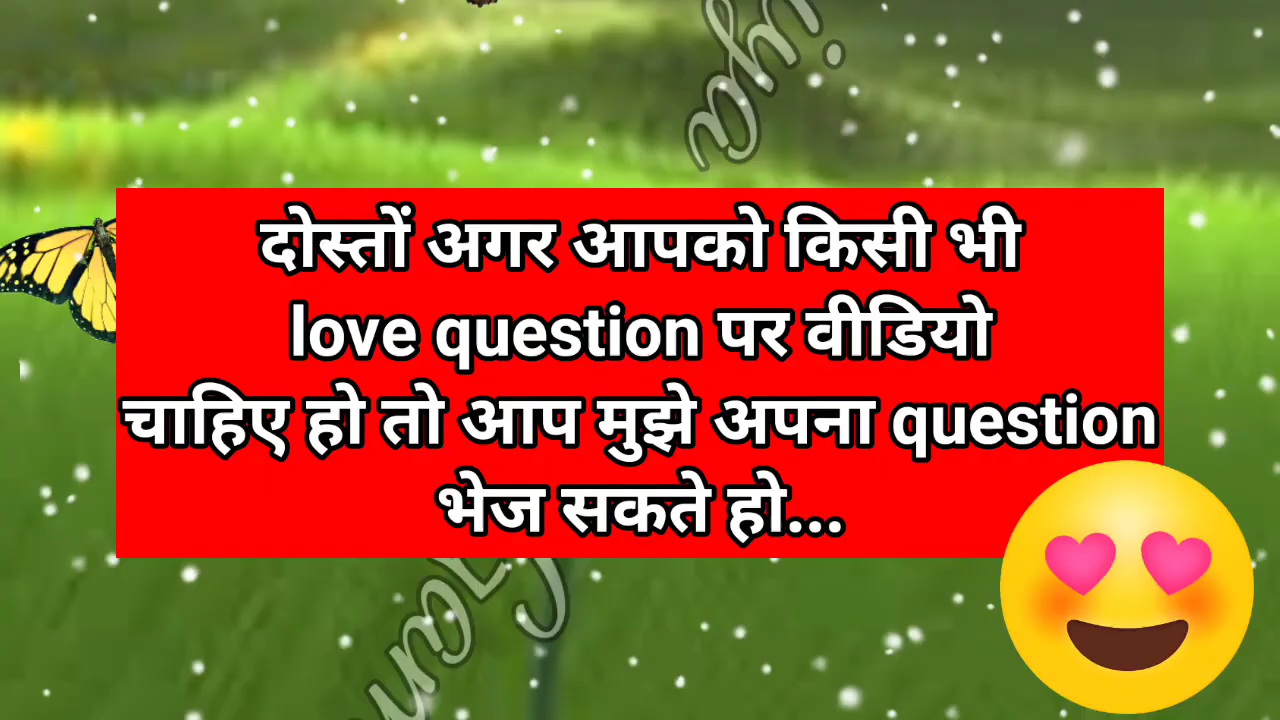 दोस्तों अगर आपको किसी भी
love question पर वीडियो
चाहिए हो तो आप मुझे अपना question
भेज सकते हो...